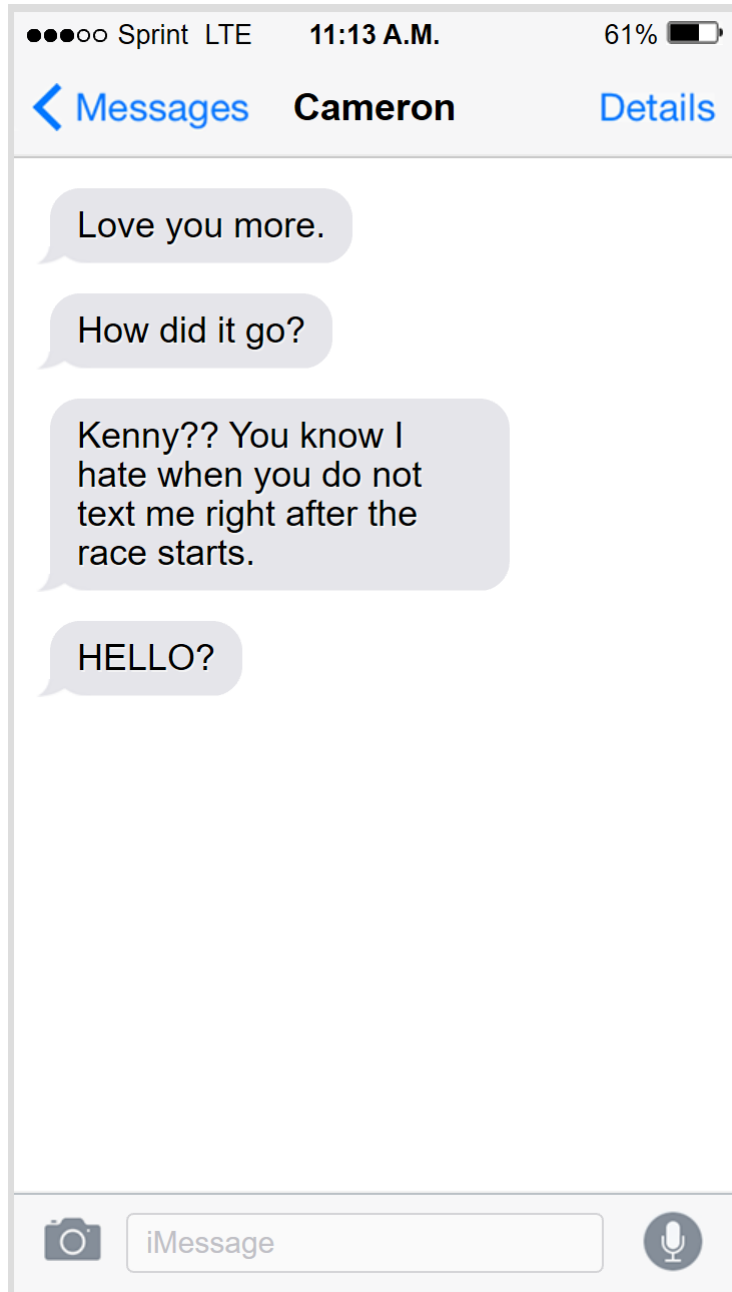 Sprint LTE 11:13 A.M. 61%
Messages Cameron Details
Love you more.
How did it go?
Kenny?? You know I
hate when you do not
text me right after the
race starts.
HELLO?
iMessage